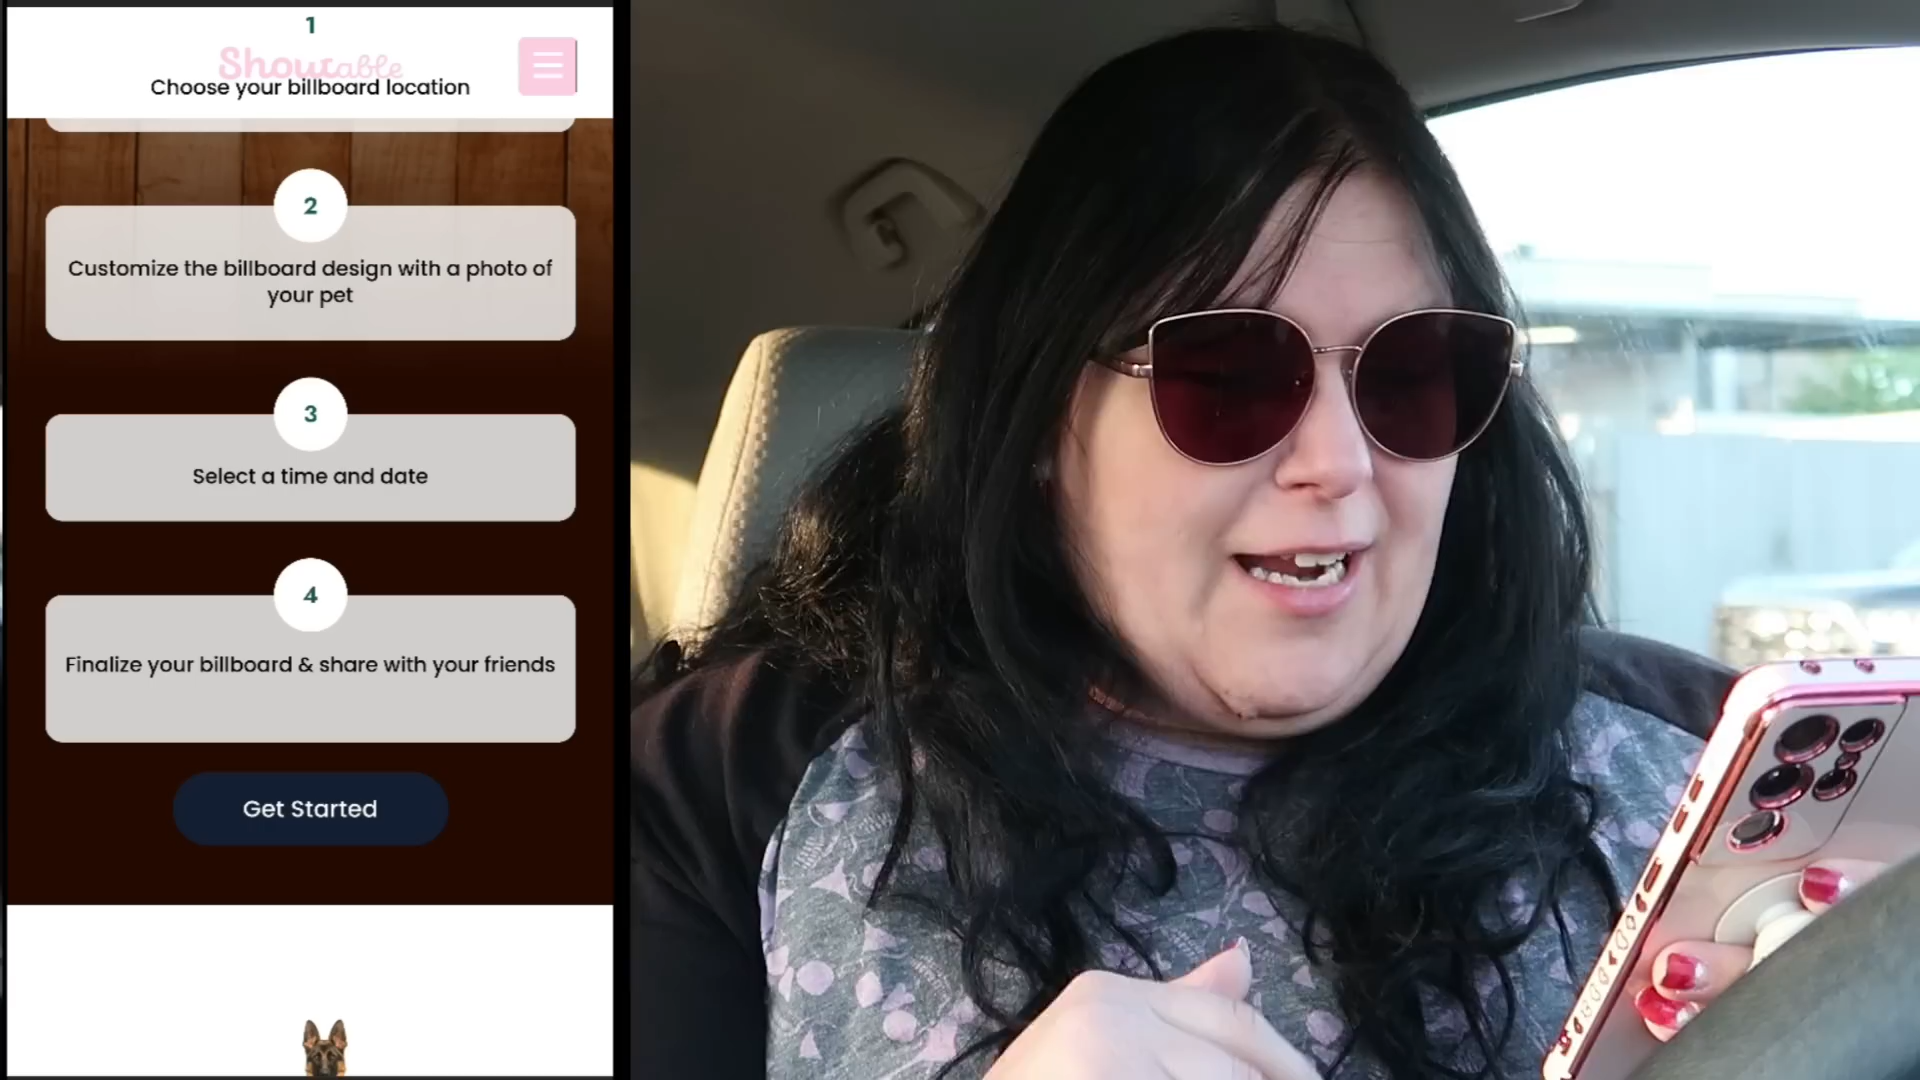 1
Showable
Choose your billboard location
2
Customize the billboard design with a photo of
your pet
3
Select a time and date
4
Finalize your billboard & share with your friends
Get Started